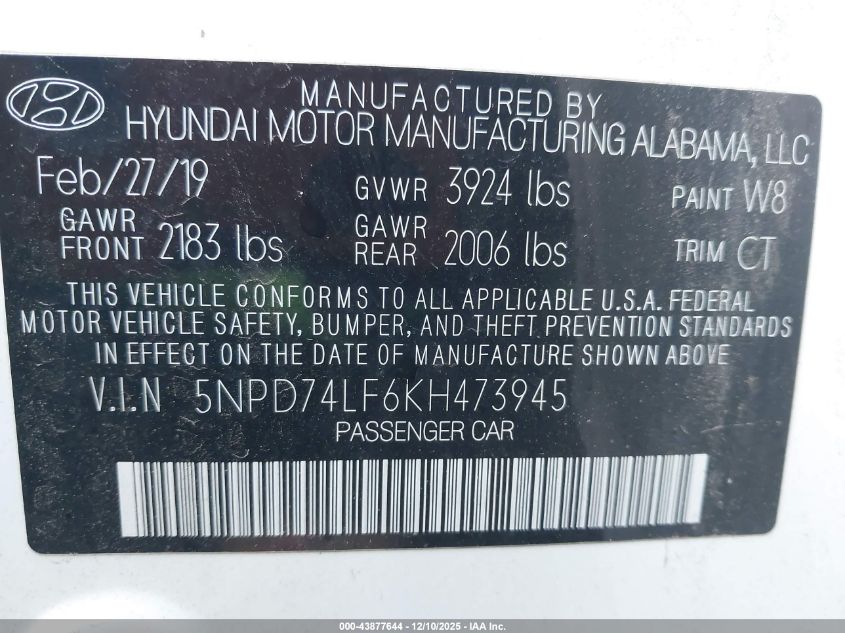 MANUFACTURED BY
HYUNDAI MOTOR MANUFACTURING ALABAMA, LLC
Feb/27/19 GVWR 3924 lbs PAINT W8
GAWR FRONT 2183 lbs GAWR REAR 2006 lbs TRIM CT
THIS VEHICLE CONFORMS TO ALL APPLICABLE U.S.A. FEDERAL
MOTOR VEHICLE SAFETY, BUMPER, AND THEFT PREVENTION STANDARDS
IN EFFECT ON THE DATE OF MANUFACTURE SHOWN ABOVE
V.I.N 5NPD74LF6KH473945
PASSENGER CAR
000-43877644 - 12/10/2025 - IAA Inc.